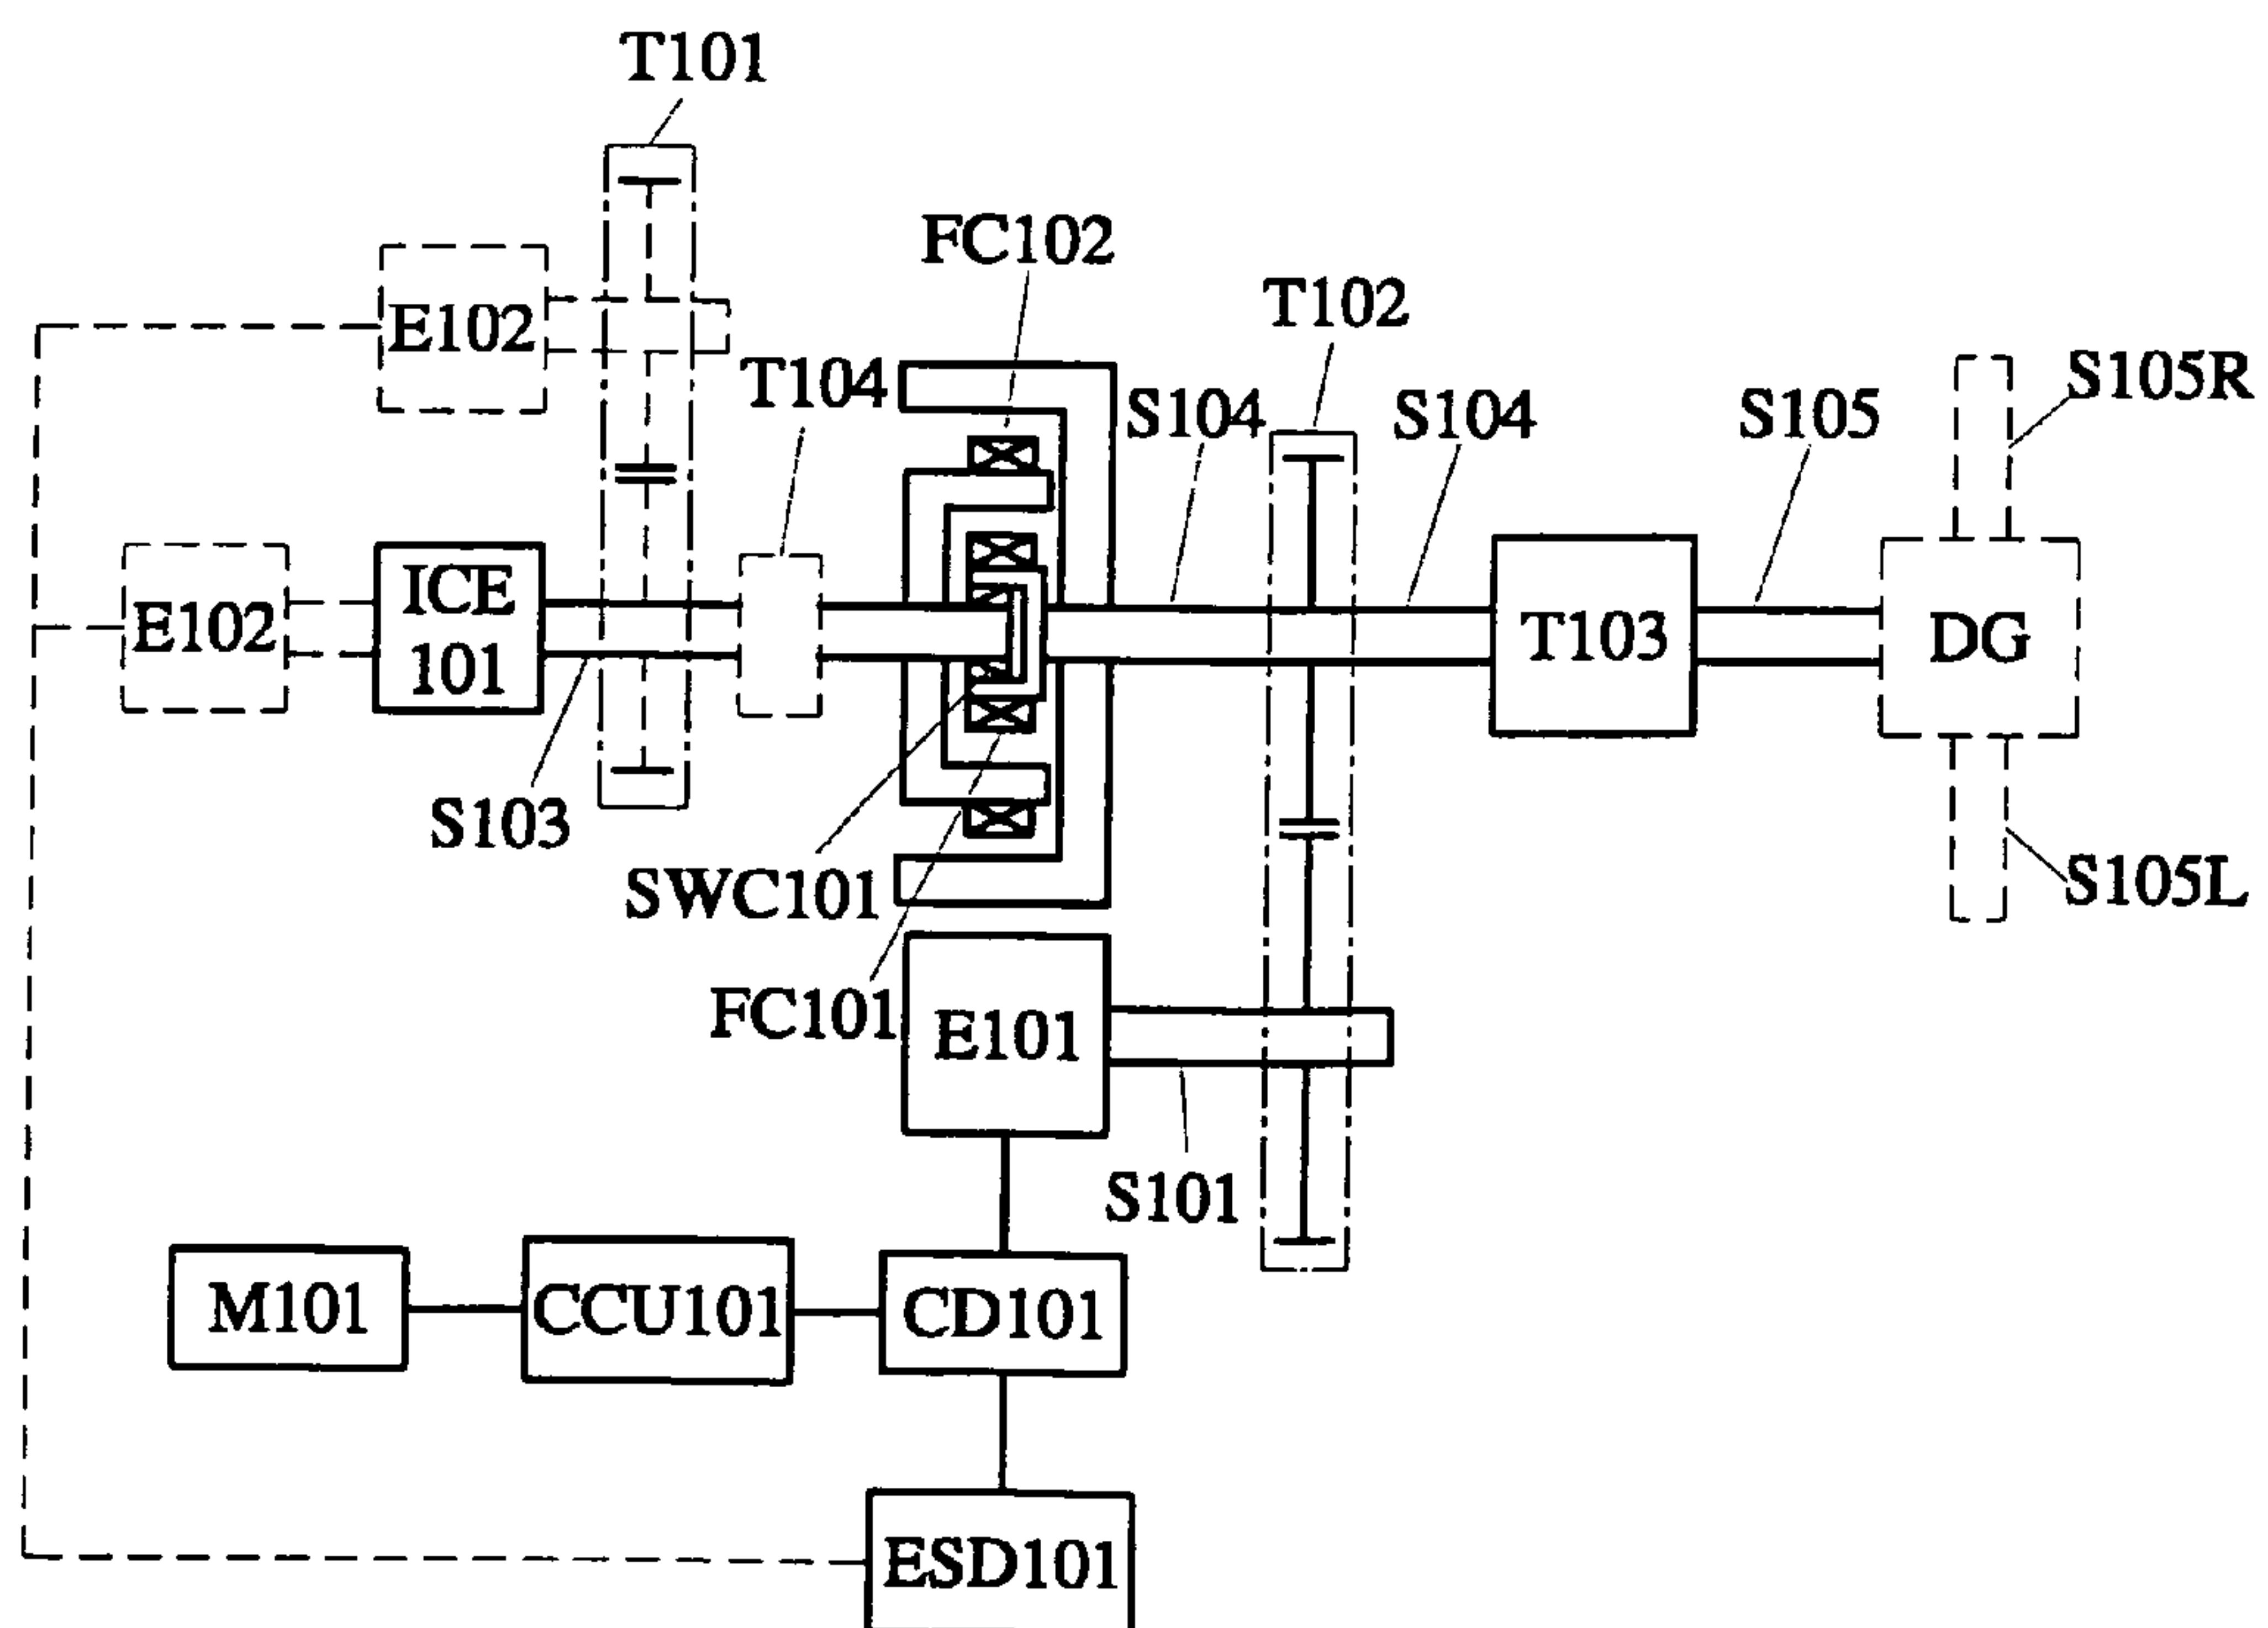 T101
FC102
T102
E102
T104
S104
S104
S105
S105R
E102
ICE
101
T103
DG
S103
SWC101
S105L
FC101
E101
S101
M101
CCU101
CD101
ESD101